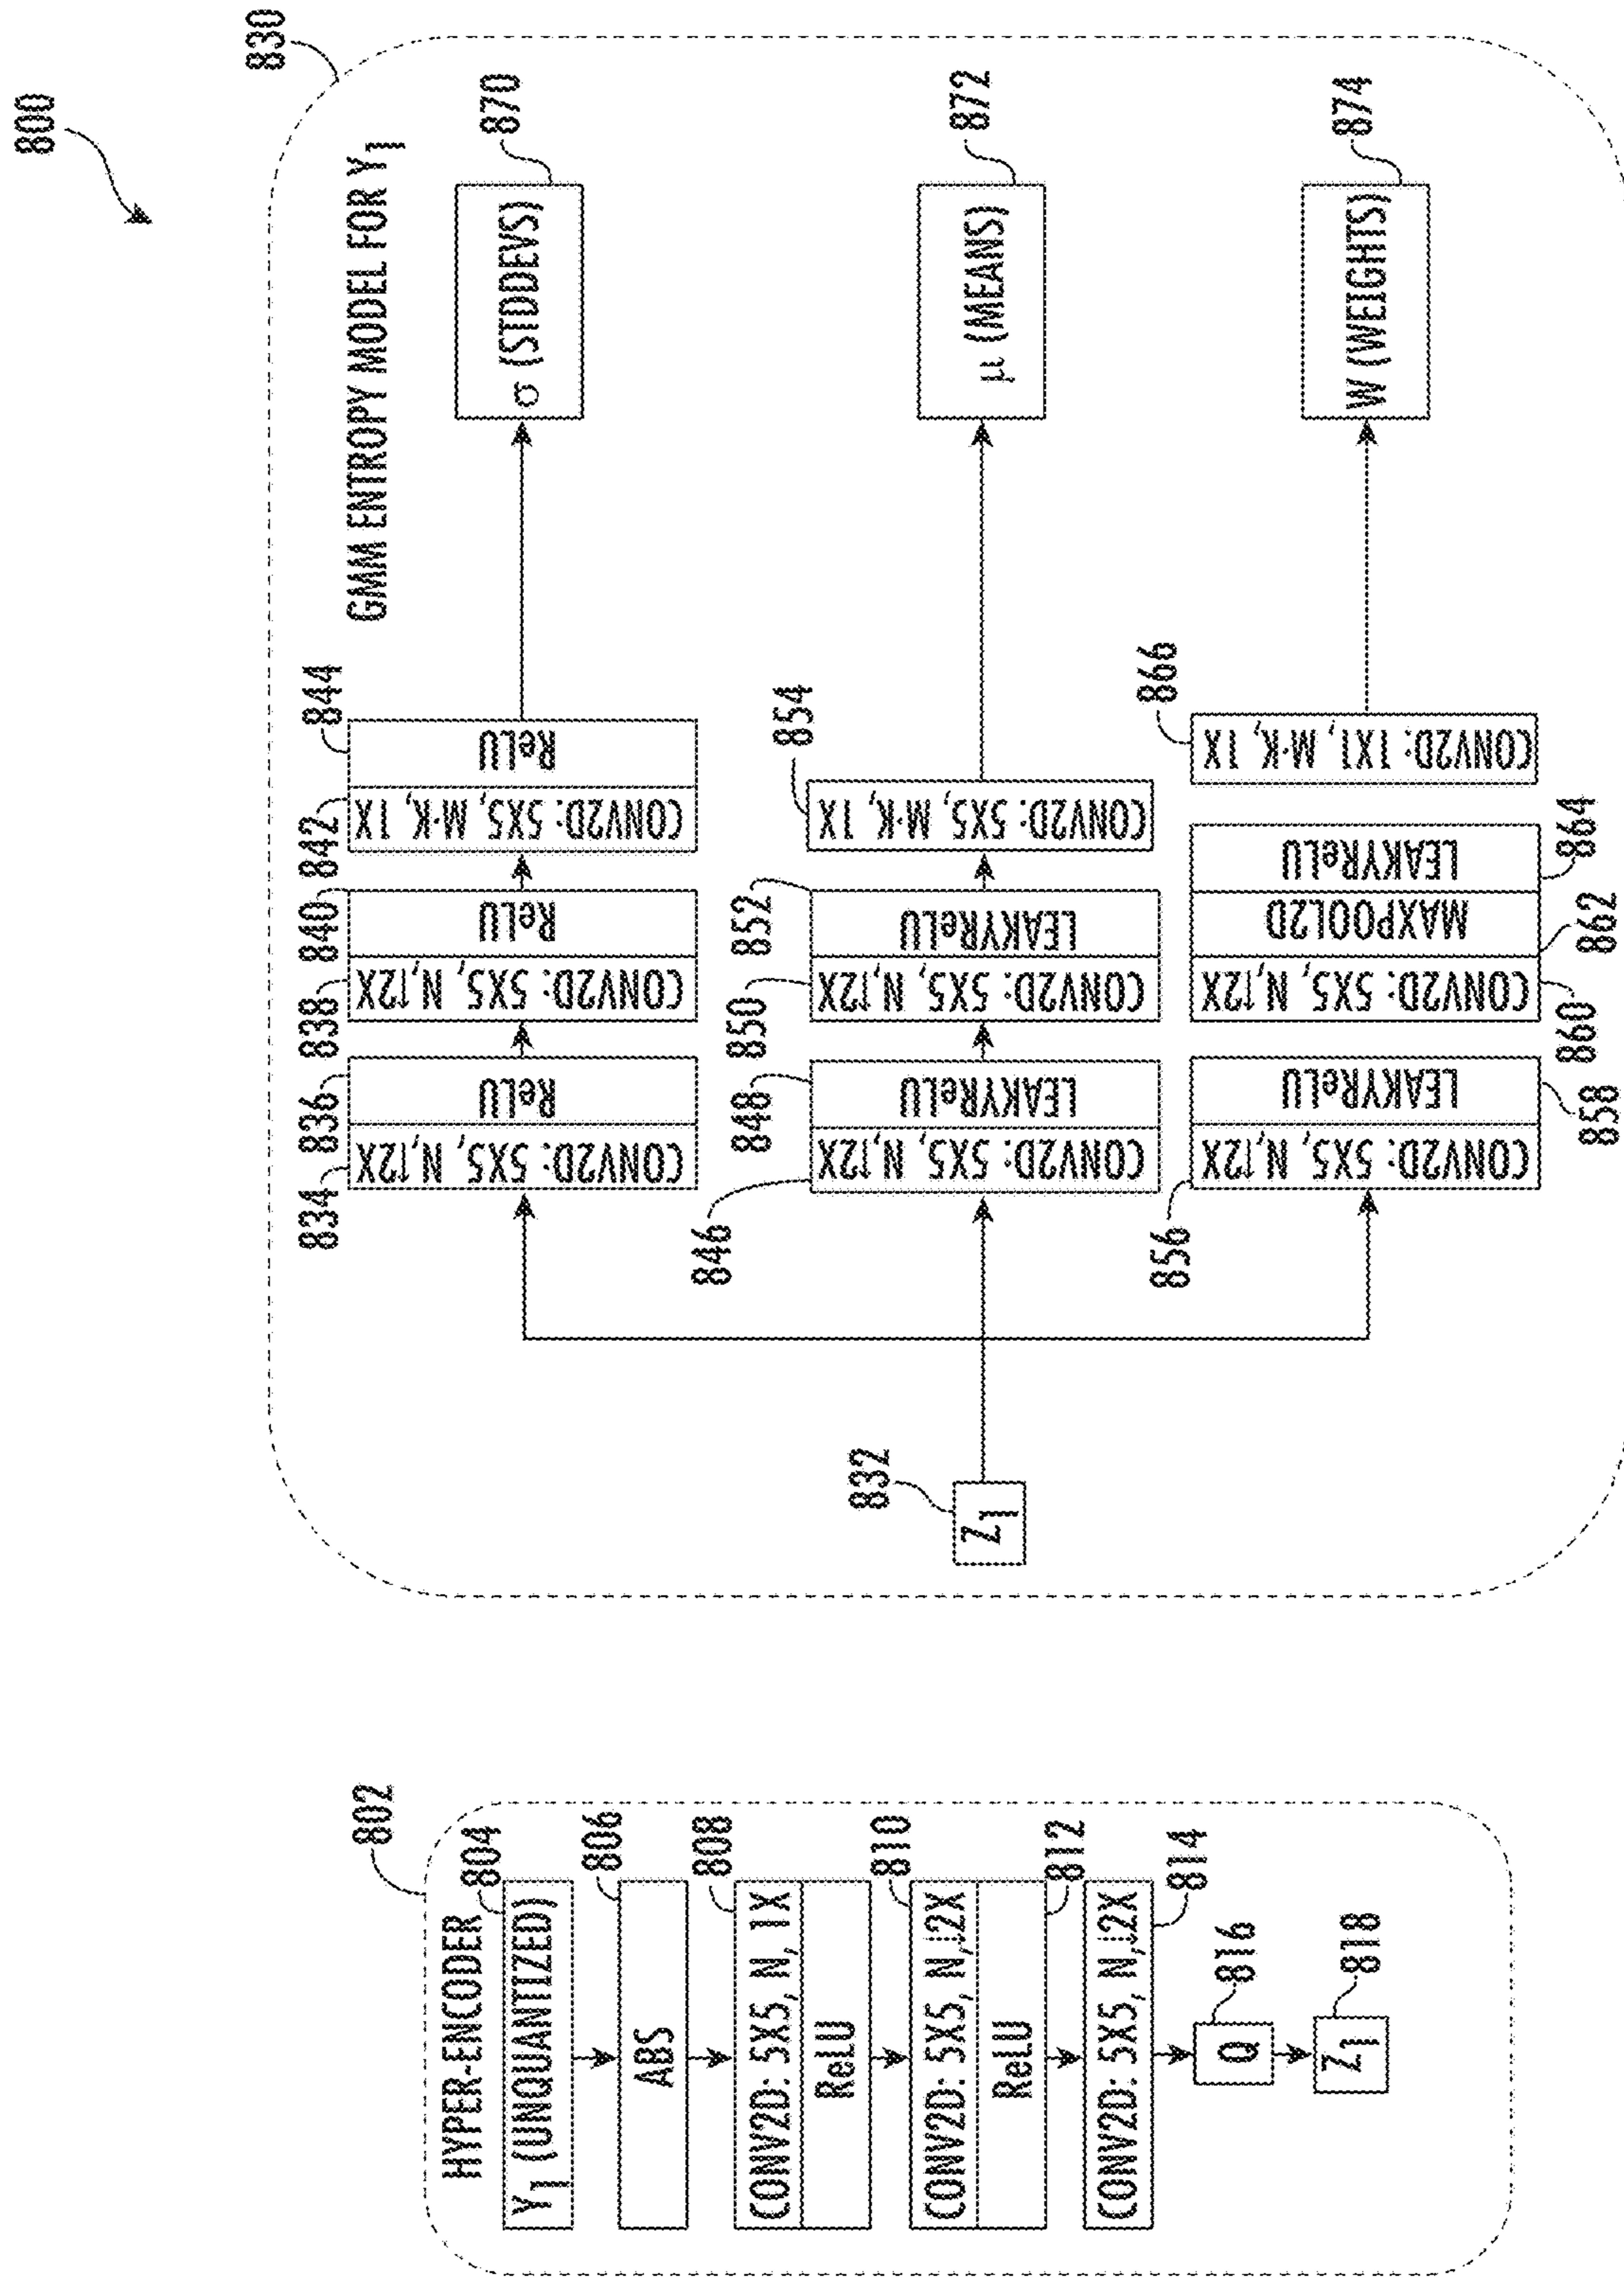 800
802
HYPER-ENCODER
804
Y1 (UNQUANTIZED)
806
ABS
808
CONV2D: 5X5, N, 1X
ReLU
810
CONV2D: 5X5, N,↓2X
ReLU
812
CONV2D: 5X5, N,↓2X
814
Q
816
Z1
818
830
GMM ENTROPY MODEL FOR Y1
832
Z1
834
CONV2D: 5X5, N,↑2X
836
ReLU
838
CONV2D: 5X5, N,↑2X
840
ReLU
842
CONV2D: 5X5, M·K, 1X
844
ReLU
σ (STDDEVS)
870
846
CONV2D: 5X5, N,↑2X
848
LEAKYReLU
850
CONV2D: 5X5, N,↑2X
852
LEAKYReLU
854
CONV2D: 5X5, M·K, 1X
μ (MEANS)
872
856
CONV2D: 5X5, N,↑2X
LEAKYReLU
858
CONV2D: 5X5, N,↑2X
860
MAXPOOL2D
862
LEAKYReLU
864
866
CONV2D: 1X1, M·K, 1X
W (WEIGHTS)
874